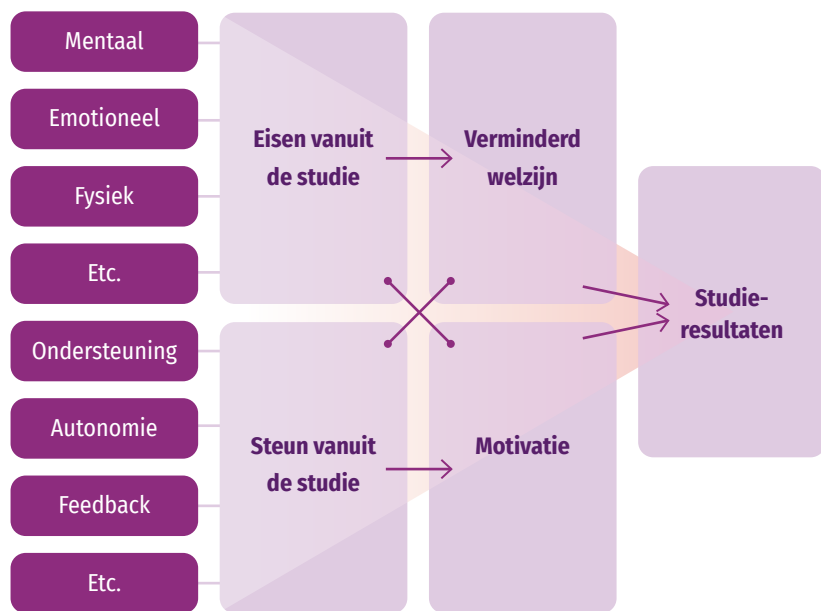 Mentaal
Emotioneel
Fysiek
Etc.
Ondersteuning
Autonomie
Feedback
Etc.
Eisen vanuit
de studie
Verminderd
welzijn
Steun vanuit
de studie
Motivatie
Studie-
resultaten